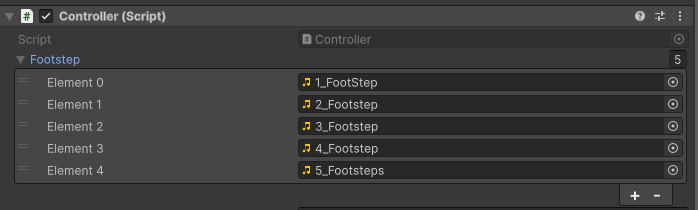 Controller (Script)
Script Controller
Footstep 5
Element 0 1_FootStep
Element 1 2_Footstep
Element 2 3_Footstep
Element 3 4_Footstep
Element 4 5_Footsteps
+ -